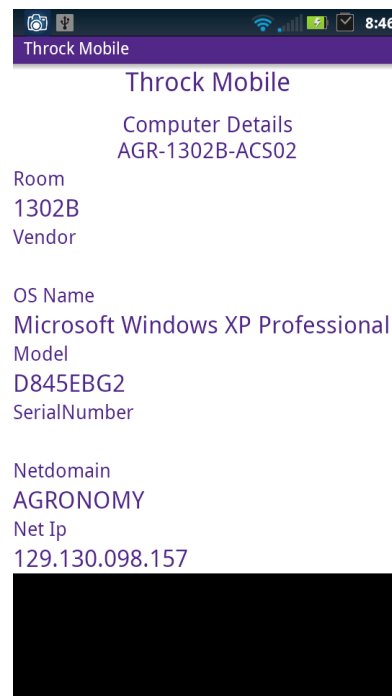 8:46
Throck Mobile
Throck Mobile
Computer Details
AGR-1302B-ACS02
Room
1302B
Vendor
OS Name
Microsoft Windows XP Professional
Model
D845EBG2
SerialNumber
Netdomain
AGRONOMY
Net Ip
129.130.098.157